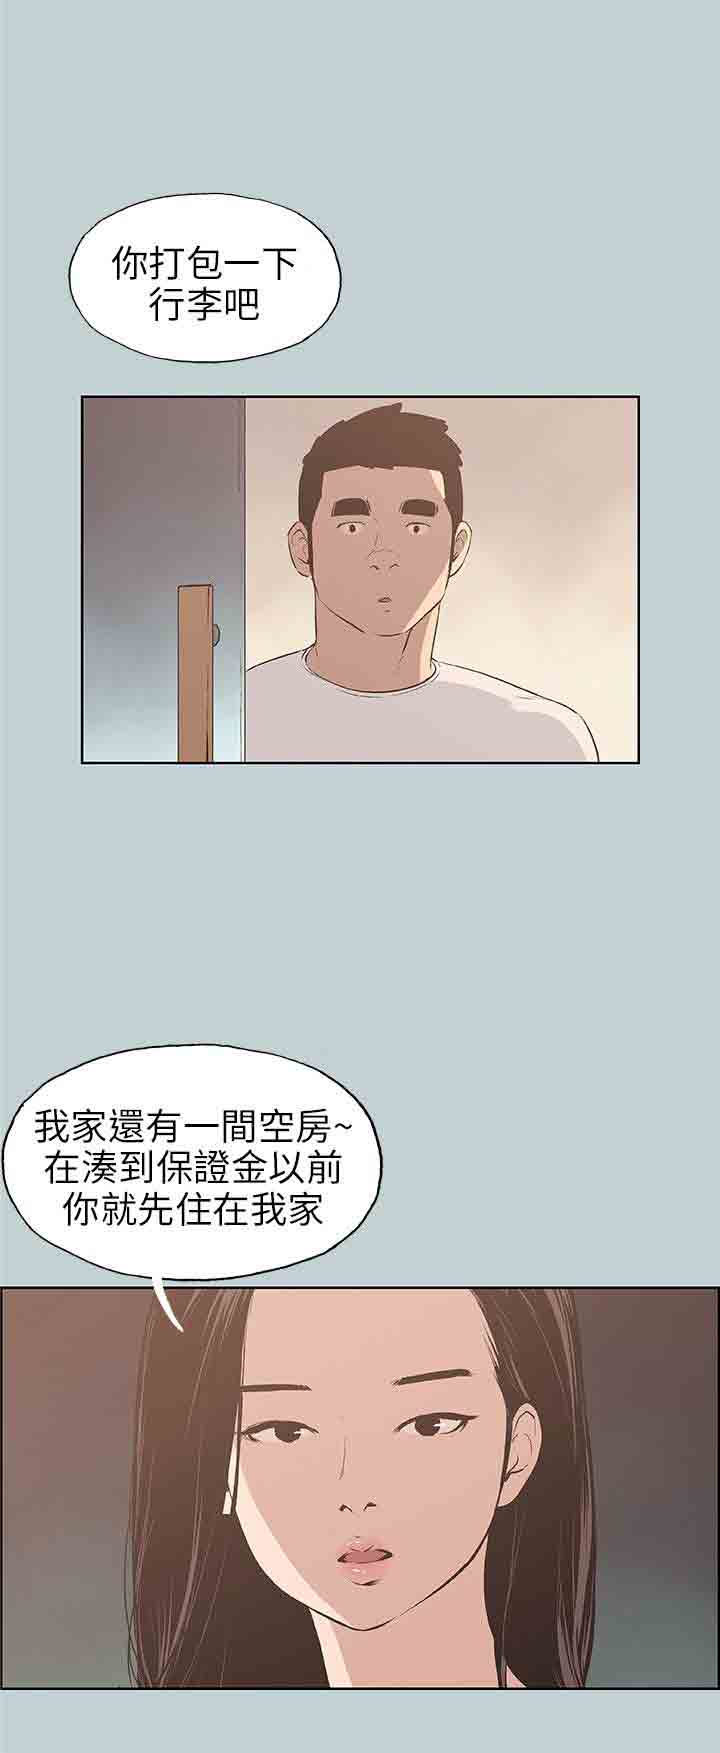 你打包一下
行李吧
我家還有一間空房~
在湊到保證金以前
你就先住在我家